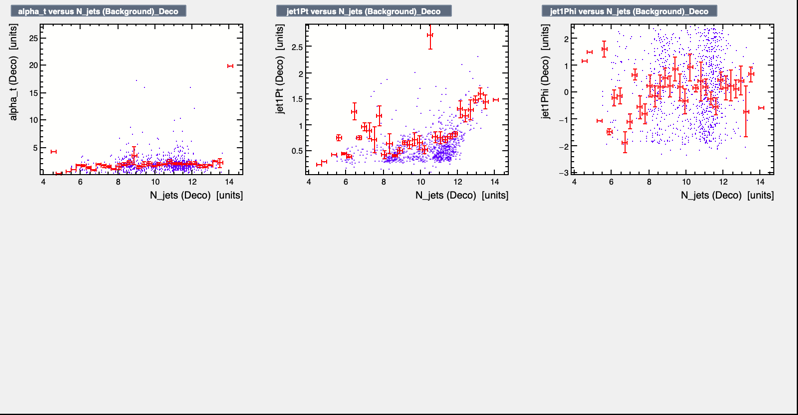 alpha_t versus N_jets (Background)_Deco
alpha_t (Deco) [units]
25
20
15
10
5
4 6 8 10 12 14
N_jets (Deco) [units]
jet1Pt versus N_jets (Background)_Deco
jet1Pt (Deco) [units]
2.5
2
1.5
1
0.5
4 6 8 10 12 14
N_jets (Deco) [units]
jet1Phi versus N_jets (Background)_Deco
jet1Phi (Deco) [units]
2
1
0
−1
−2
−3
4 6 8 10 12 14
N_jets (Deco) [units]